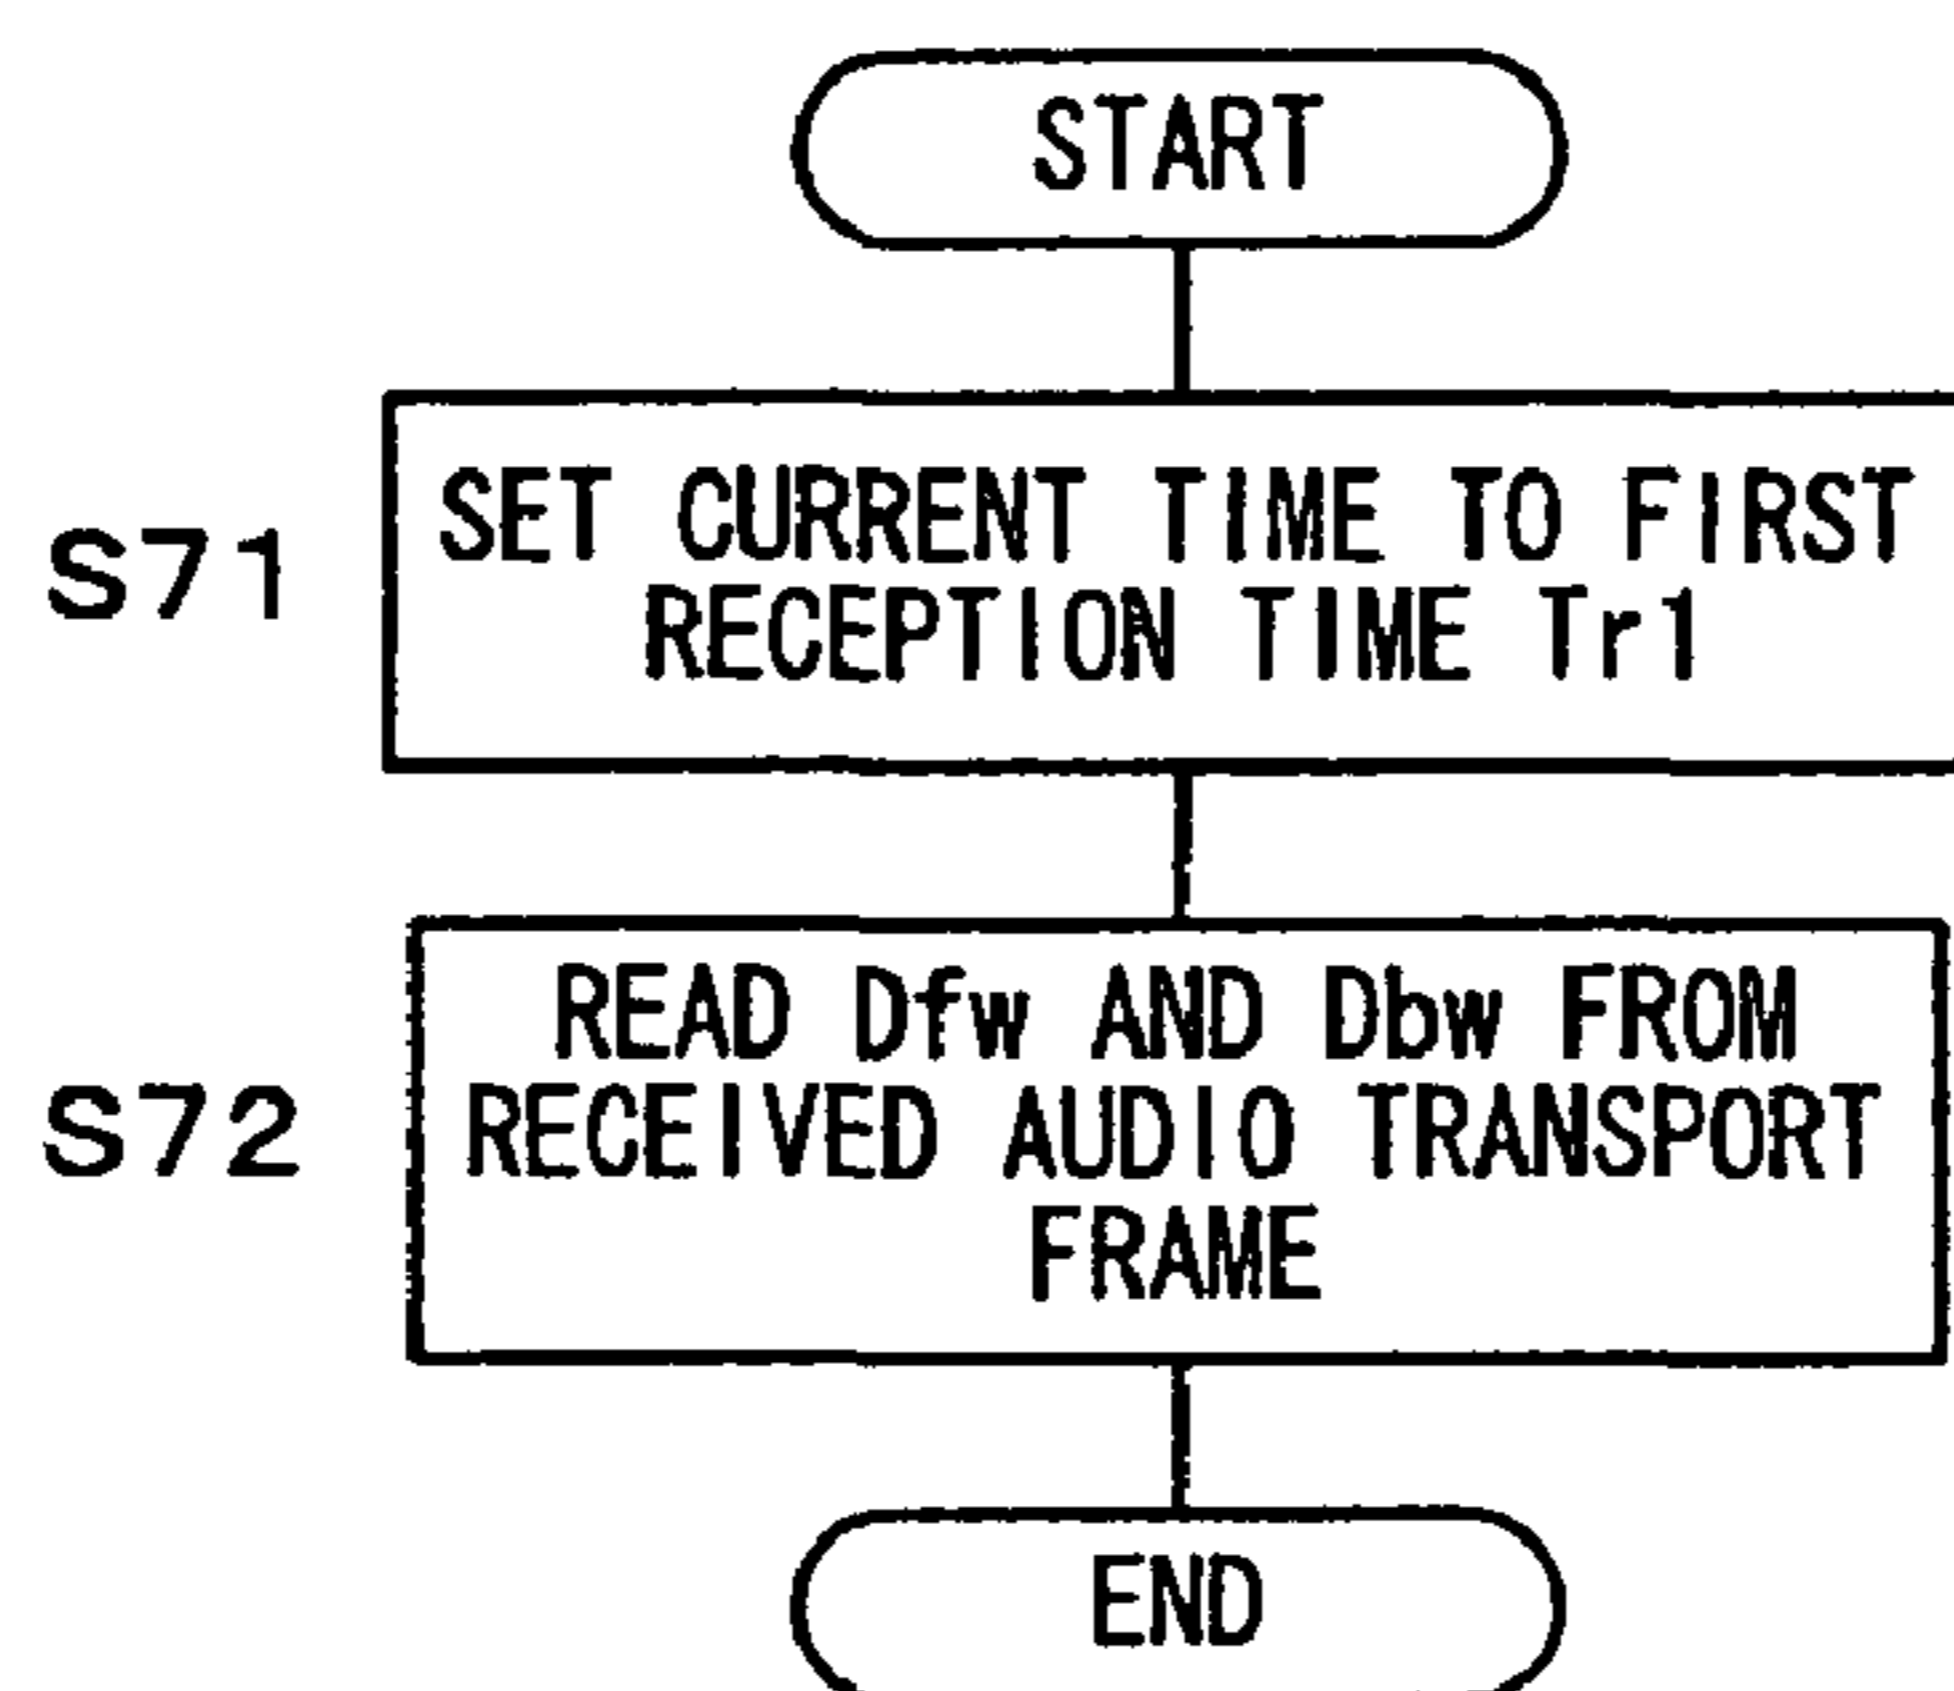 START
S71
SET CURRENT TIME TO FIRST
RECEPTION TIME Tr1
S72
READ Dfw AND Dbw FROM
RECEIVED AUDIO TRANSPORT
FRAME
END